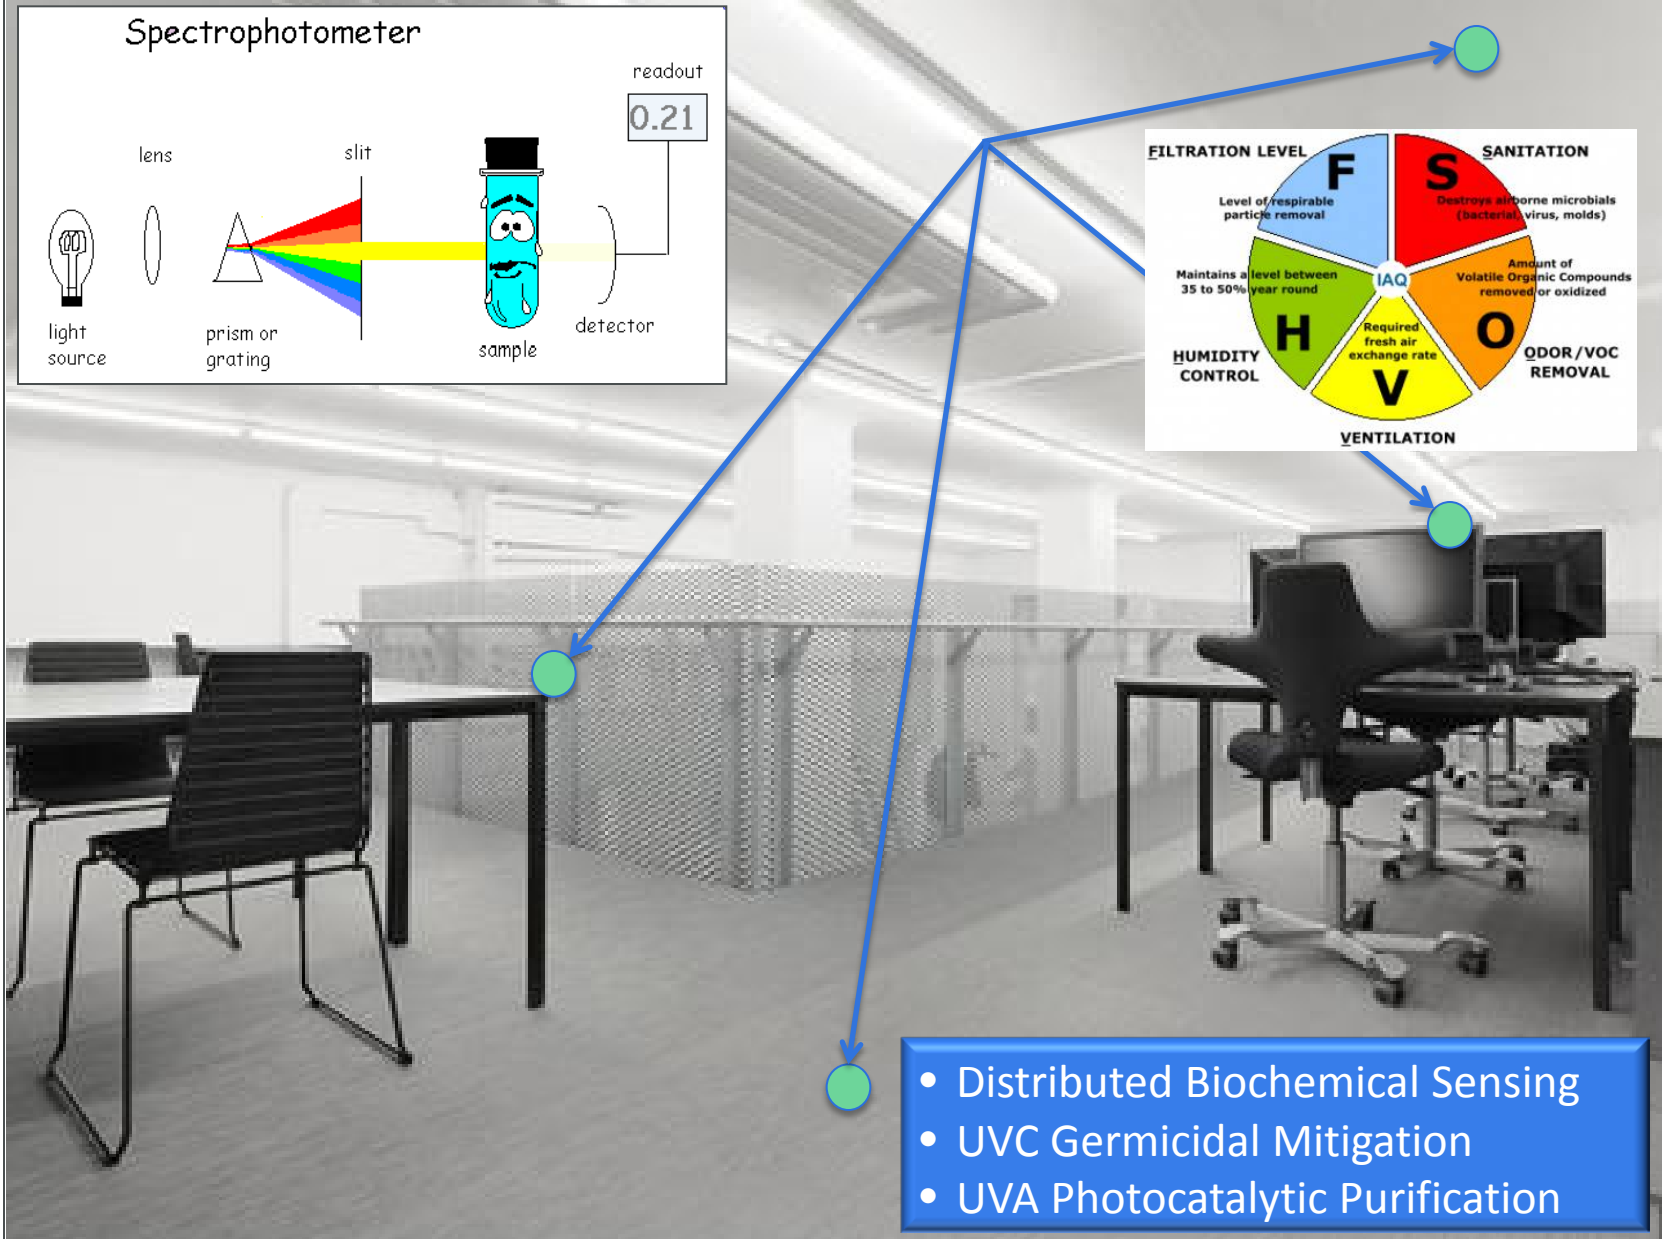 Spectrophotometer
readout
0.21
lens
slit
light
source
prism or
grating
sample
detector
FILTRATION LEVEL
F
Level of respirable
particle removal
S
SANITATION
Destroys airborne microbials
(bacterial, virus, molds)
Maintains a level between
35 to 50% year round
H
HUMIDITY
CONTROL
IAQ
Amount of
Volatile Organic Compounds
removed or oxidized
O
ODOR/VOC
REMOVAL
Required
fresh air
exchange rate
V
VENTILATION
• Distributed Biochemical Sensing
• UVC Germicidal Mitigation
• UVA Photocatalytic Purification